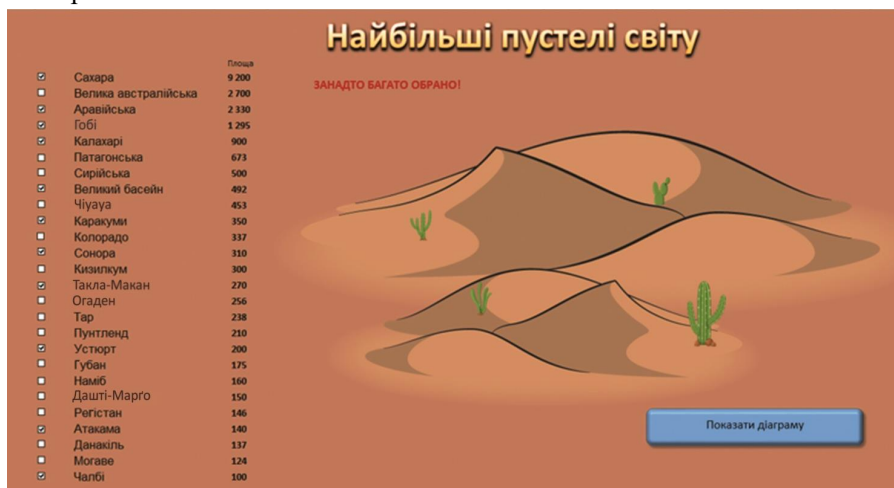 Найбільші пустелі світу
Площа
ЗАНАДТО БАГАТО ОБРАНО!
Сахара 9 200
Велика австралійська 2 700
Аравійська 2 330
Гобі 1 295
Калахарі 900
Патагонська 673
Сирійська 500
Великий басейн 492
Чіуауа 453
Каракуми 350
Колорадо 337
Сонора 310
Кизилкум 300
Такла-Макан 270
Огаден 256
Тар 238
Пунтленд 210
Устюрт 200
Губан 175
Наміб 160
Дашті-Марґо 150
Регістан 146
Атакама 140
Данакіль 137
Могаве 124
Чалбі 100
Показати діаграму